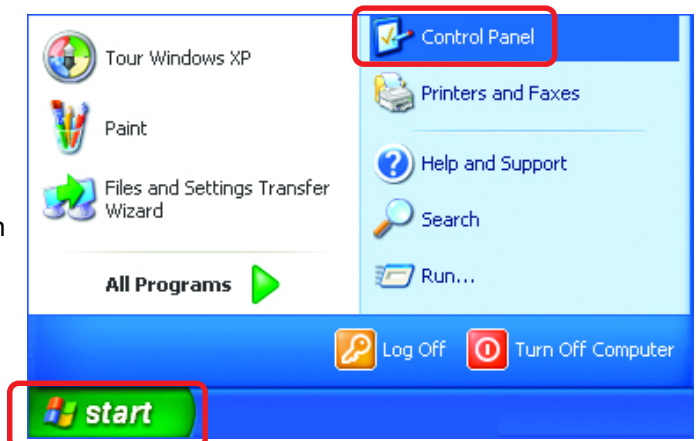 Tour Windows XP
Paint
Files and Settings Transfer
Wizard
All Programs
Control Panel
Printers and Faxes
Help and Support
Search
Run...
Log Off
Turn Off Computer
start